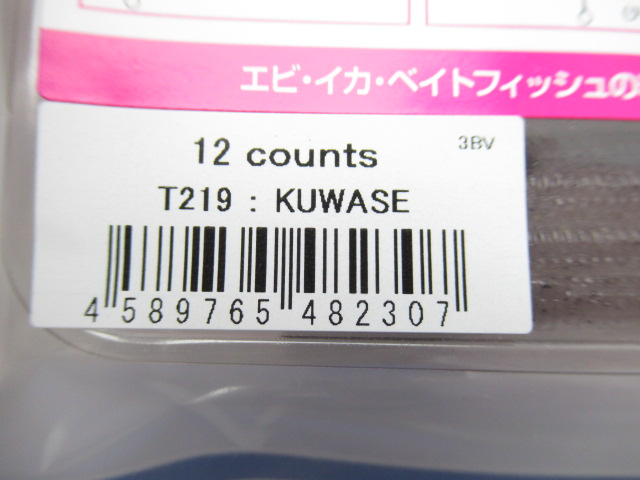 エビ・イカ・ベイトフィッシュの
12 counts
3BV
T219 : KUWASE
4 589765 482307